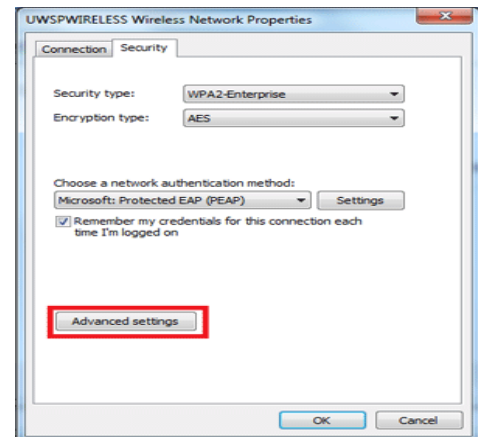 UWSPWIRELESS Wireless Network Properties
Connection Security
Security type: WPA2-Enterprise
Encryption type: AES
Choose a network authentication method:
Microsoft: Protected EAP (PEAP) Settings
Remember my credentials for this connection each
time I'm logged on
Advanced settings
OK Cancel